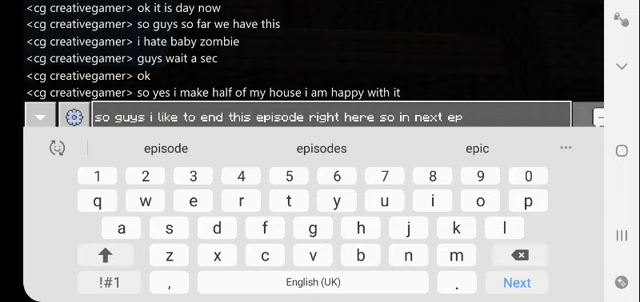 <cg creativegamer> ok it is day now
<cg creativegamer> so guys so far we have this
<cg creativegamer> i hate baby zombie
<cg creativegamer> guys wait a sec
<cg creativegamer> ok
<cg creativegamer> so yes i make half of my house i am happy with it
so guys i like to end this episode right here so in next ep
episode episodes epic
1 2 3 4 5 6 7 8 9 0
q w e r t y u i o p
a s d f g h j k l
z x c v b n m
!#1 , English (UK) . Next